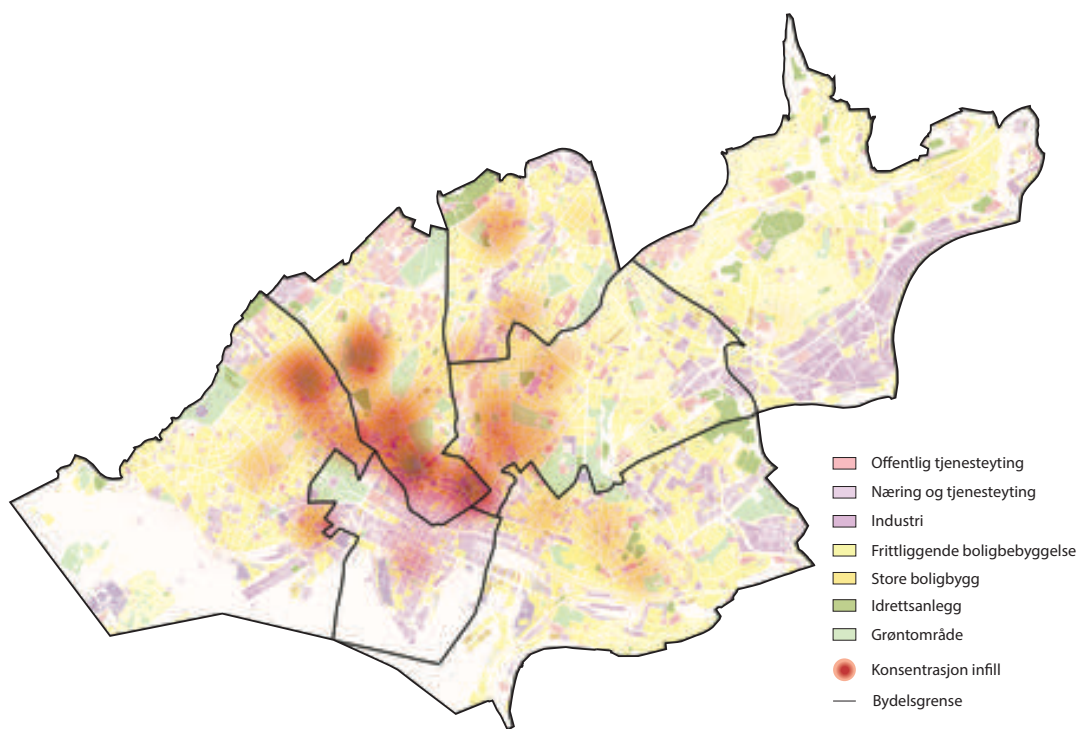 Offentlig tjenesteyting
Næring og tjenesteyting
Industri
Frittliggende boligbebyggelse
Store boligbygg
Idrettsanlegg
Grøntområde
Konsentrasjon infill
Bydelsgrense